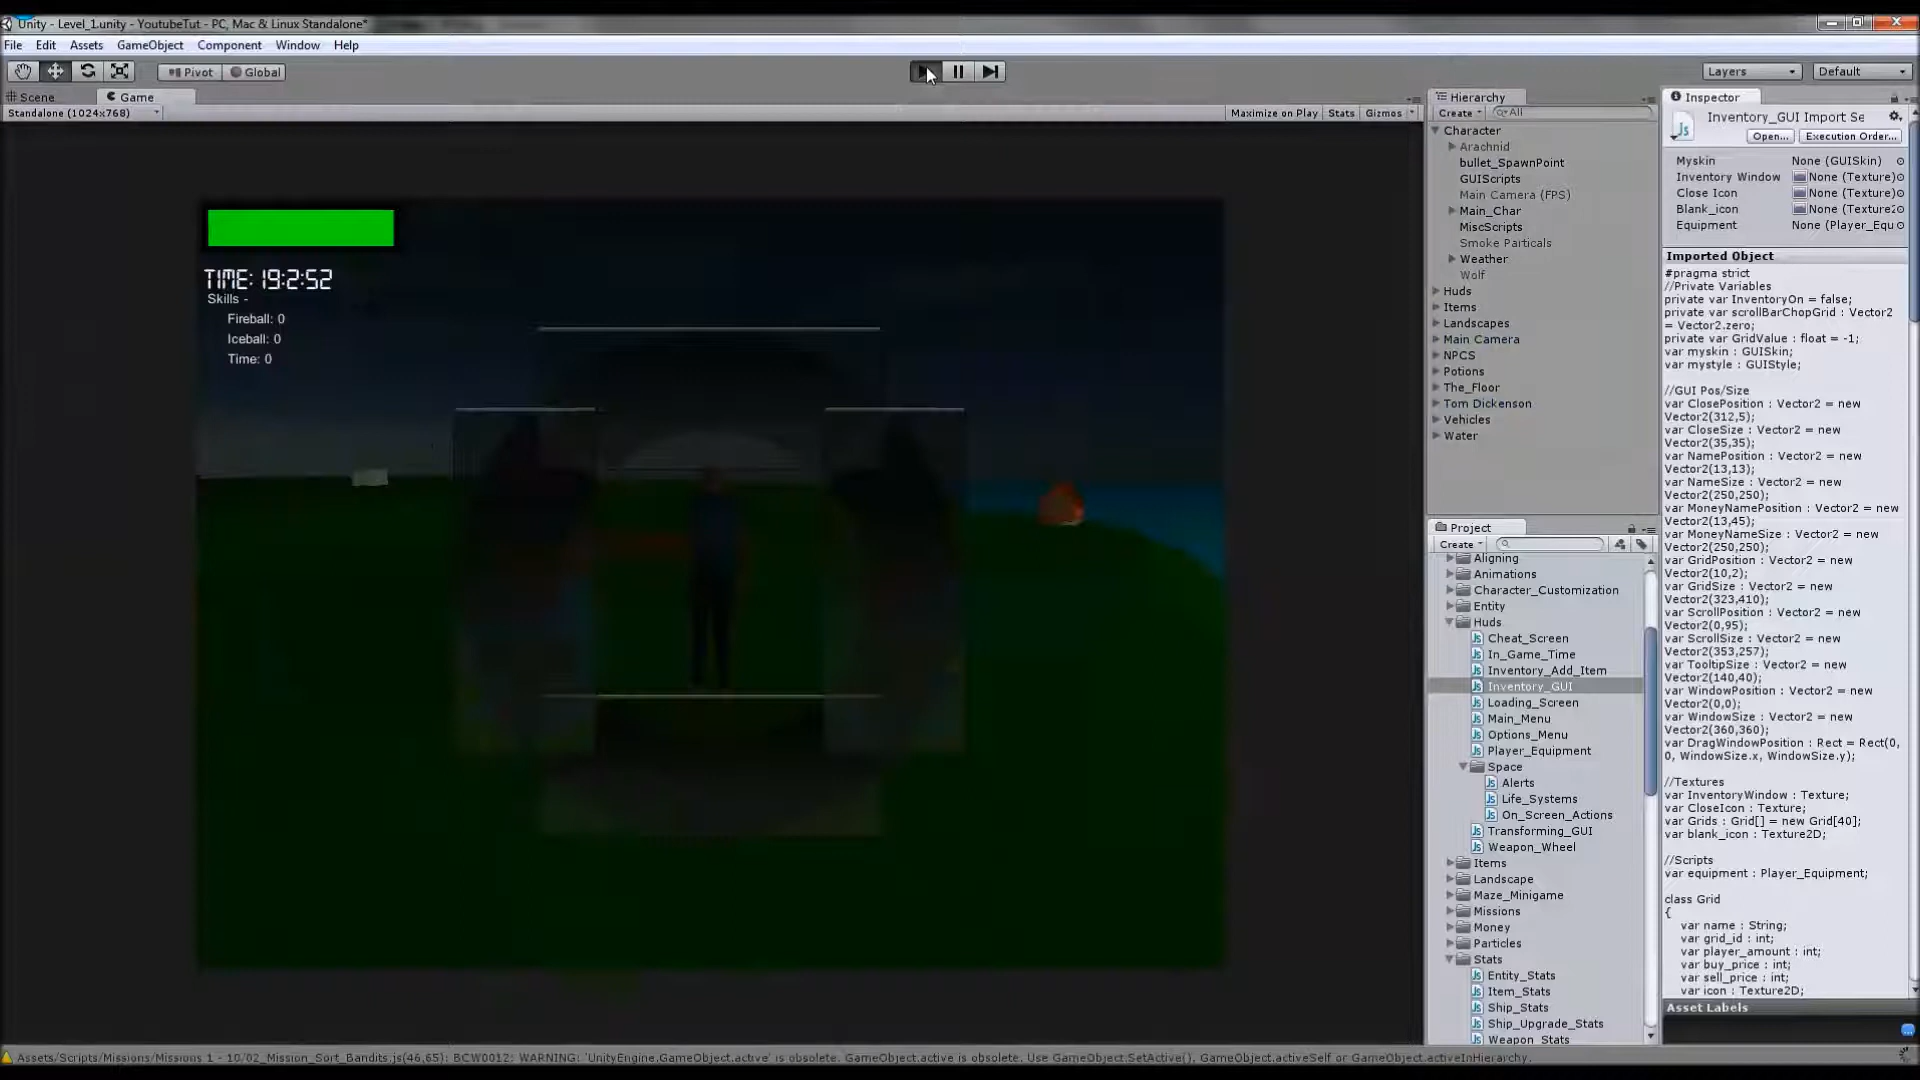 Unity - Level_1.unity - YoutubeTut - PC, Mac & Linux Standalone*
File Edit Assets GameObject Component Window Help
Pivot Global Layers Default
Scene Game
Standalone (1024x768) Maximize on Play Stats Gizmos
TIME: 19:2:52
Skills -
Fireball: 0
Iceball: 0
Time: 0
Hierarchy
Create All
Character
Arachnid
bullet_SpawnPoint
GUIScripts
Main Camera (FPS)
Main_Char
MiscScripts
Smoke Particals
Weather
Wolf
Huds
Items
Landscapes
Main Camera
NPCS
Potions
The_Floor
Tom Dickenson
Vehicles
Water
Project
Create
Aligning
Animations
Character_Customization
Entity
Huds
Cheat_Screen
In_Game_Time
Inventory_Add_Item
Inventory_GUI
Loading_Screen
Main_Menu
Options_Menu
Player_Equipment
Space
Alerts
Life_Systems
On_Screen_Actions
Transforming_GUI
Weapon_Wheel
Items
Landscape
Maze_Minigame
Missions
Money
Particles
Stats
Entity_Stats
Item_Stats
Ship_Stats
Ship_Upgrade_Stats
Weapon_Stats
Inspector
Inventory_GUI Import Se
Open... Execution Order...
Myskin None (GUISkin)
Inventory Window None (Texture)
Close Icon None (Texture)
Blank_icon None (Texture2
Equipment None (Player_Equ
Imported Object
#pragma strict
//Private Variables
private var InventoryOn = false;
private var scrollBarChopGrid : Vector2
= Vector2.zero;
private var GridValue : float = -1;
var myskin : GUISkin;
var mystyle : GUIStyle;
//GUI Pos/Size
var ClosePosition : Vector2 = new
Vector2(312,5);
var CloseSize : Vector2 = new
Vector2(35,35);
var NamePosition : Vector2 = new
Vector2(13,13);
var NameSize : Vector2 = new
Vector2(250,250);
var MoneyNamePosition : Vector2 = new
Vector2(13,45);
var MoneyNameSize : Vector2 = new
Vector2(250,250);
var GridPosition : Vector2 = new
Vector2(10,2);
var GridSize : Vector2 = new
Vector2(323,410);
var ScrollPosition : Vector2 = new
Vector2(0,95);
var ScrollSize : Vector2 = new
Vector2(353,257);
var TooltipSize : Vector2 = new
Vector2(140,40);
var WindowPosition : Vector2 = new
Vector2(0,0);
var WindowSize : Vector2 = new
Vector2(360,360);
var DragWindowPosition : Rect = Rect(0,
0, WindowSize.x, WindowSize.y);
//Textures
var InventoryWindow : Texture;
var CloseIcon : Texture;
var Grids : Grid[] = new Grid[40];
var blank_icon : Texture2D;
//Scripts
var equipment : Player_Equipment;
class Grid
{
var name : String;
var grid_id : int;
var player_amount : int;
var buy_price : int;
var sell_price : int;
var icon : Texture2D;
Asset Labels
Assets/Scripts/Missions/Missions 1 - 10/02_Mission_Sort_Bandits.js(46,65): BCW0012: WARNING: 'UnityEngine.GameObject.active' is obsolete. GameObject.active is obsolete. Use GameObject.SetActive(), GameObject.activeSelf or GameObject.activeInHierarchy.